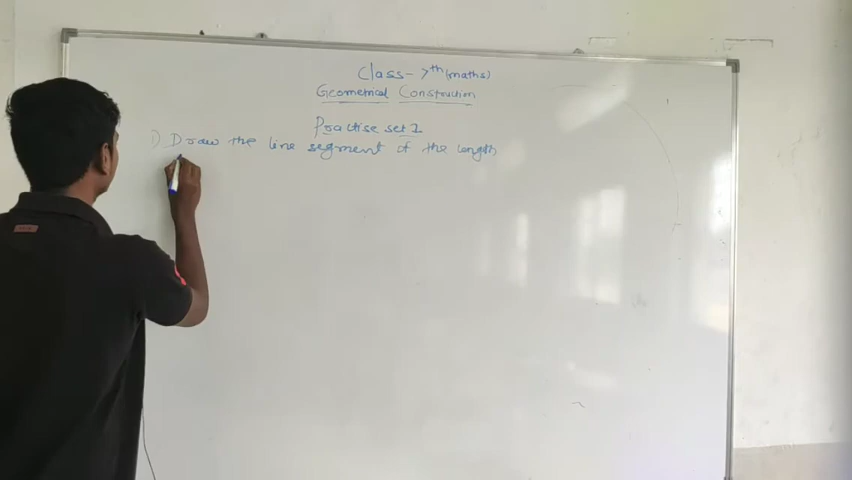 Class- 7th (maths)
Geometrical Construction
Practise set 1
1) Draw the line segment of the length